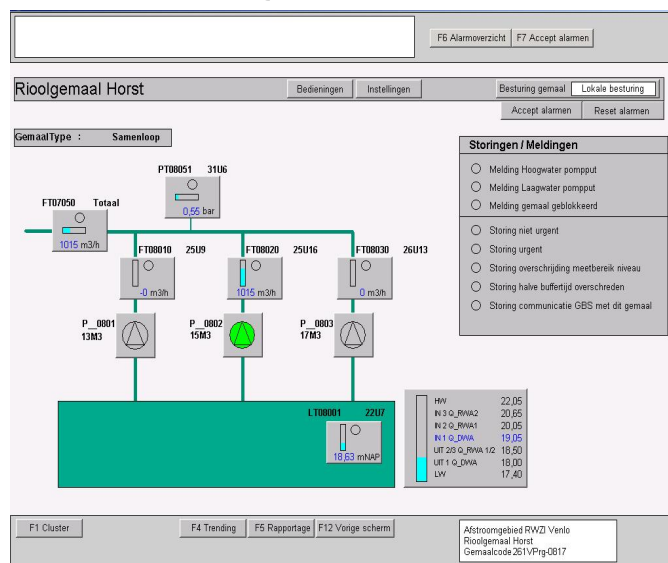 F6 Alarmoverzicht F7 Accept alarmen
Rioolgemaal Horst Bedieningen Instellingen Besturing gemaal Lokale besturing
Accept alarmen Reset alarmen
GemaalType : Samenloop
Storingen / Meldingen
Melding Hoogwater pompput
Melding Laagwater pompput
Melding gemaal geblokkeerd
Storing niet urgent
Storing urgent
Storing overschrijding meetbereik niveau
Storing halve buffertijd overschreden
Storing communicatie GBS met dit gemaal
PT08051 31U6
0,55 bar
FT07050 Totaal
1015 m3/h
FT08010 25U9
-0 m3/h
FT08020 25U16
1015 m3/h
FT08030 26U13
0 m3/h
P__0801
13M3
P__0802
15M3
P__0803
17M3
LT08001 22U7
18,63 mNAP
HW 22,05
IN 3 Q_RWA2 20,65
IN 2 Q_RWA1 20,05
IN 1 Q_DWA 19,05
UIT 2/3 Q_RWA 1/2 18,50
UIT 1 Q_DWA 18,00
LW 17,40
F1 Cluster F4 Trending F5 Rapportage F12 Vorige scherm
Afstroomgebied RWZI Venlo
Rioolgemaal Horst
Gemaalcode 261VPrg-0817